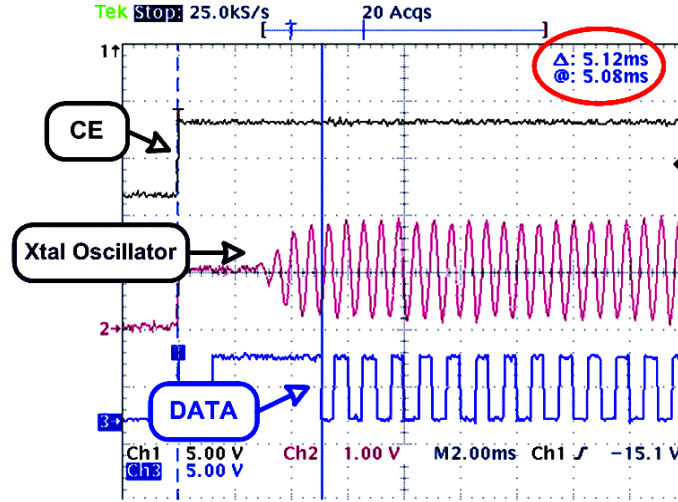 Tek Stop: 25.0kS/s 20 Acqs
Δ: 5.12ms
@: 5.08ms
1
CE
Xtal Oscillator
2
DATA
3
Ch1 5.00 V Ch2 1.00 V M2.00ms Ch1 -15.1 V
Ch3 5.00 V